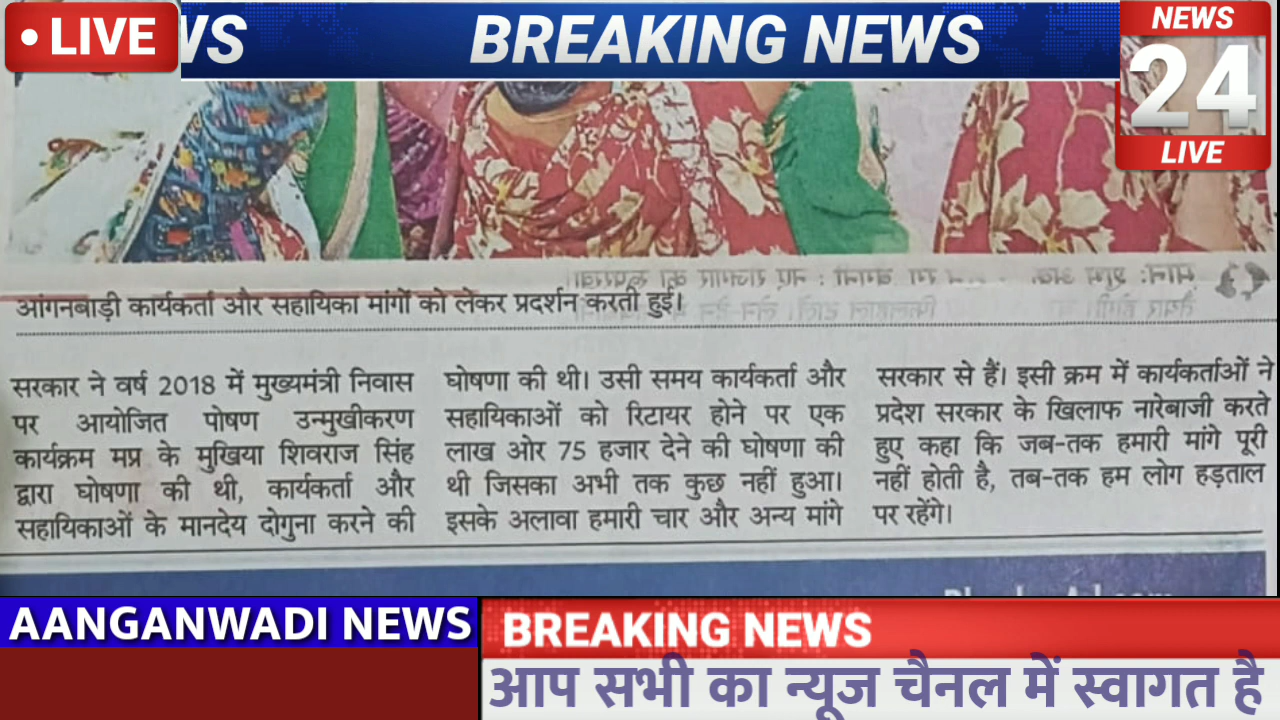 • LIVE
WS
BREAKING NEWS
NEWS
24
LIVE
आंगनबाड़ी कार्यकर्ता और सहायिका मांगों को लेकर प्रदर्शन करती हुई।
सरकार ने वर्ष 2018 में मुख्यमंत्री निवास
पर आयोजित पोषण उन्मुखीकरण
कार्यक्रम मप्र के मुखिया शिवराज सिंह
द्वारा घोषणा की थी, कार्यकर्ता और
सहायिकाओं के मानदेय दोगुना करने की
घोषणा की थी। उसी समय कार्यकर्ता और
सहायिकाओं को रिटायर होने पर एक
लाख ओर 75 हजार देने की घोषणा की
थी जिसका अभी तक कुछ नहीं हुआ।
इसके अलावा हमारी चार और अन्य मांगे
सरकार से हैं। इसी क्रम में कार्यकर्ताओं ने
प्रदेश सरकार के खिलाफ नारेबाजी करते
हुए कहा कि जब-तक हमारी मांगे पूरी
नहीं होती है, तब-तक हम लोग हड़ताल
पर रहेंगे।
AANGANWADI NEWS
BREAKING NEWS
आप सभी का न्यूज चैनल में स्वागत है